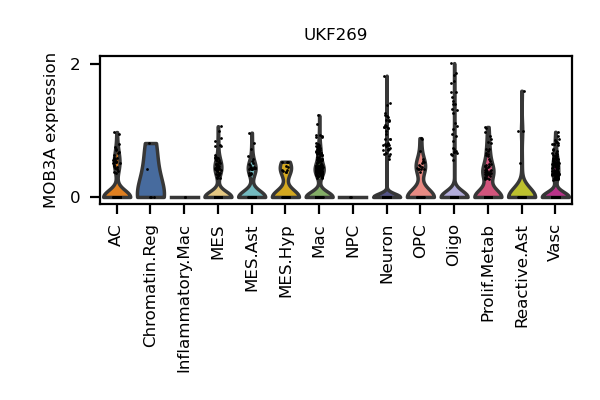 UKF269
MOB3A expression
2
0
AC
Chromatin.Reg
Inflammatory.Mac
MES
MES.Ast
MES.Hyp
Mac
NPC
Neuron
OPC
Oligo
Prolif.Metab
Reactive.Ast
Vasc